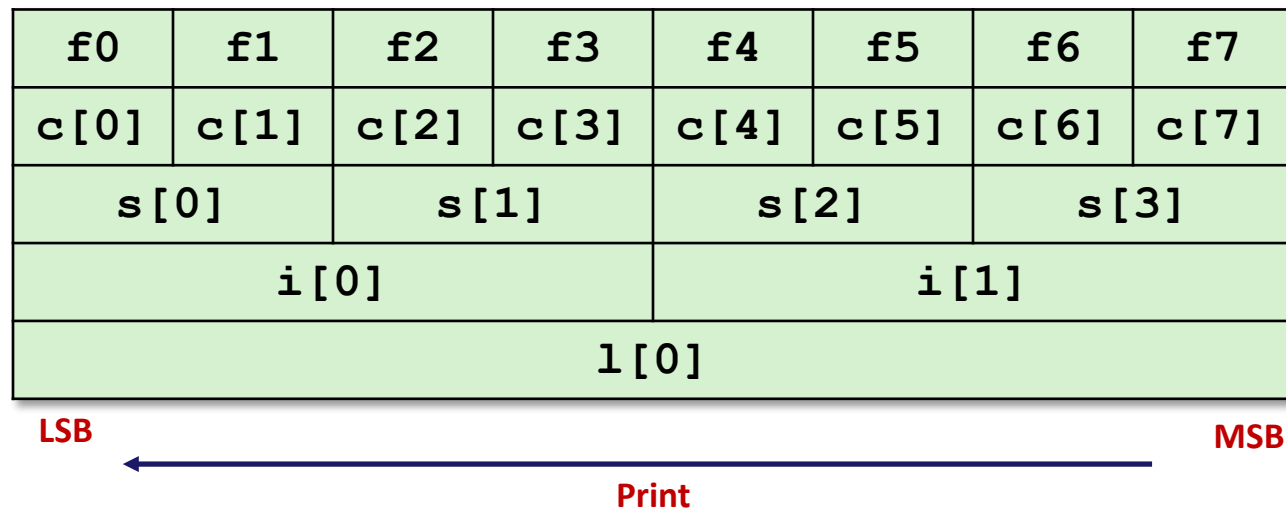 f0 f1 f2 f3 f4 f5 f6 f7
c[0] c[1] c[2] c[3] c[4] c[5] c[6] c[7]
s[0] s[1] s[2] s[3]
i[0] i[1]
l[0]
LSB MSB
Print